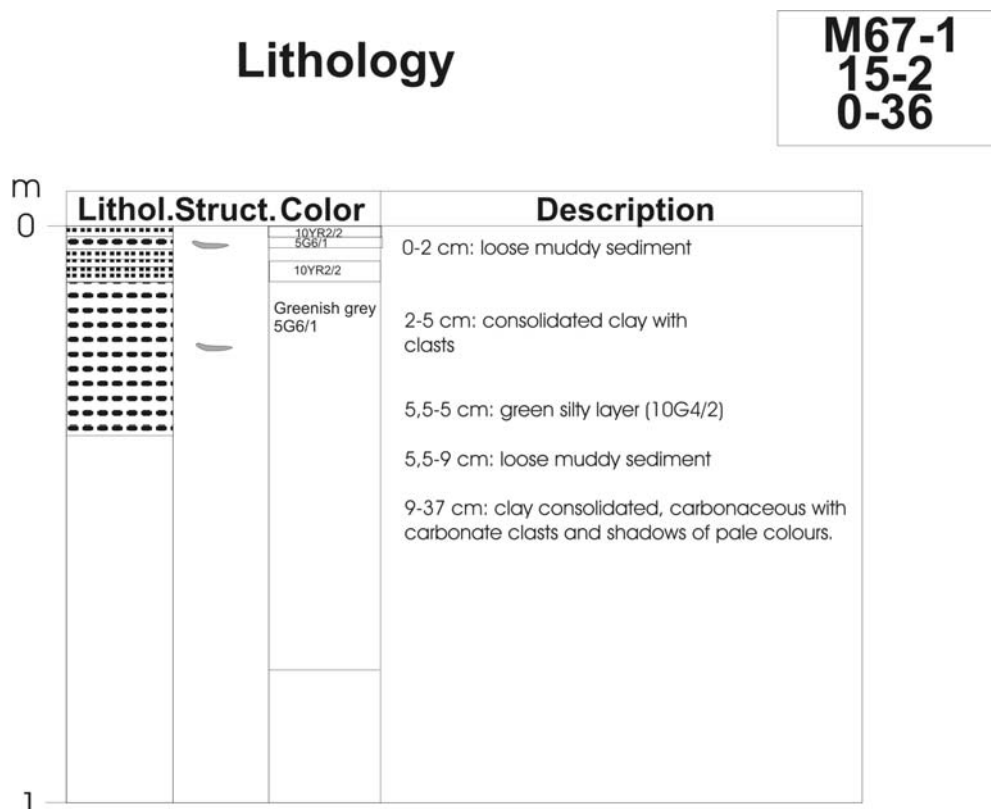 Lithology
M67-1
15-2
0-36
m
0
Lithol. Struct. Color Description
10YR2/2
5G6/1
0-2 cm: loose muddy sediment
10YR2/2
Greenish grey
5G6/1
2-5 cm: consolidated clay with
clasts
5,5-5 cm: green silty layer (10G4/2)
5,5-9 cm: loose muddy sediment
9-37 cm: clay consolidated, carbonaceous with
carbonate clasts and shadows of pale colours.
1